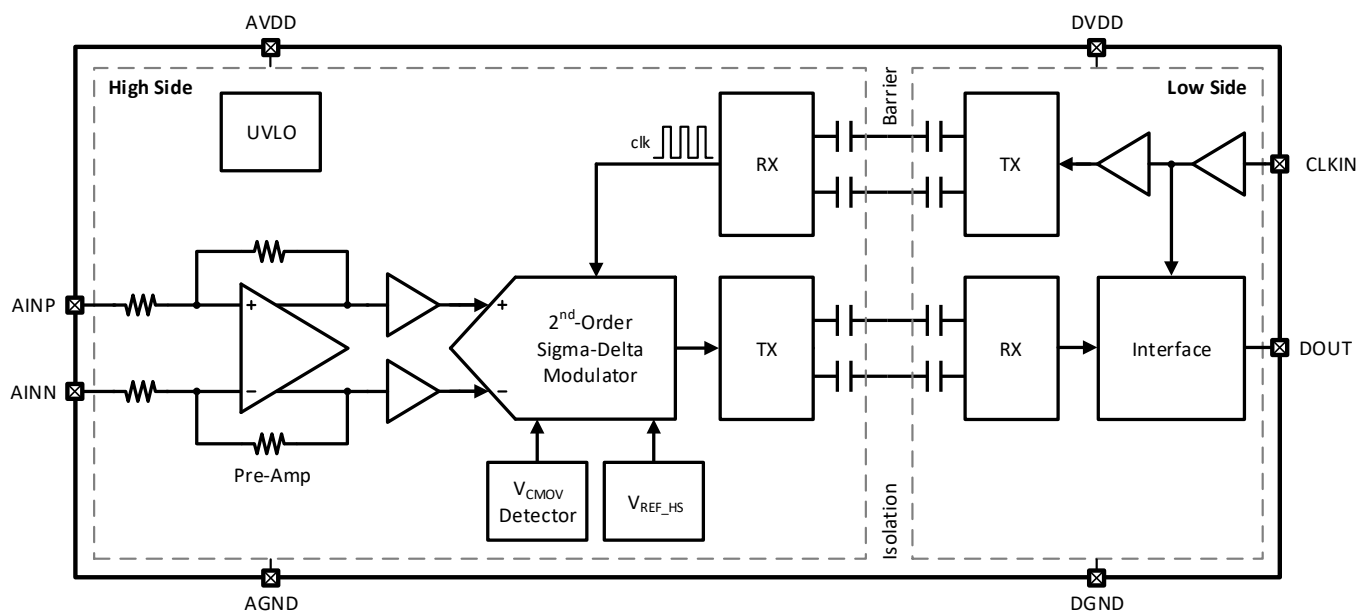 AVDD
DVDD
High Side
Barrier
Low Side
UVLO
clk
RX
TX
CLKIN
AINP
+
+
2nd-Order
Sigma-Delta
Modulator
TX
RX
Interface
DOUT
AINN
−
−
Pre-Amp
VCMOV
Detector
VREF_HS
Isolation
AGND
DGND